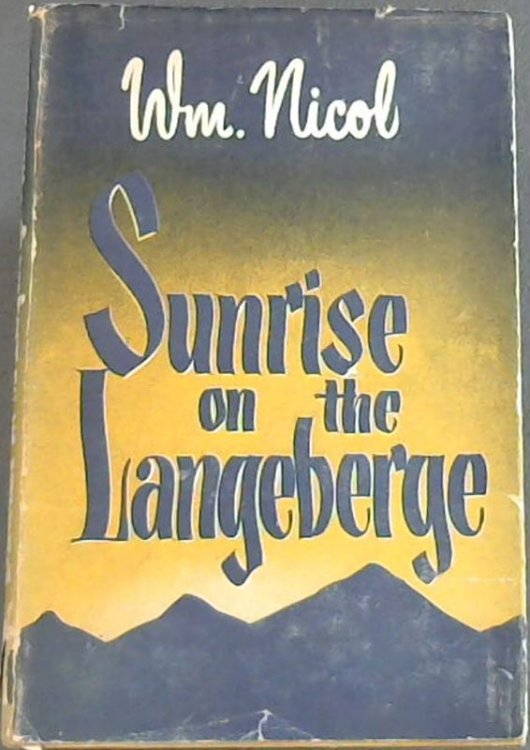 Wm. Nicol
Sunrise
on the
Langeberge